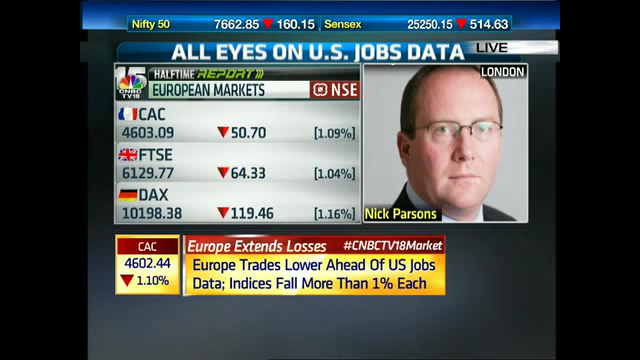 Nifty 50 7662.85 ▼160.15 Sensex 25250.15 ▼514.63
ALL EYES ON U.S. JOBS DATA
LIVE
15
CNBC
TV18
HALFTIME REPORT
EUROPEAN MARKETS
NSE
LONDON
CAC
4603.09 ▼50.70 [1.09%]
FTSE
6129.77 ▼64.33 [1.04%]
DAX
10198.38 ▼119.46 [1.16%]
Nick Parsons
CAC
4602.44
▼1.10%
Europe Extends Losses #CNBCTV18Market
Europe Trades Lower Ahead Of US Jobs
Data; Indices Fall More Than 1% Each